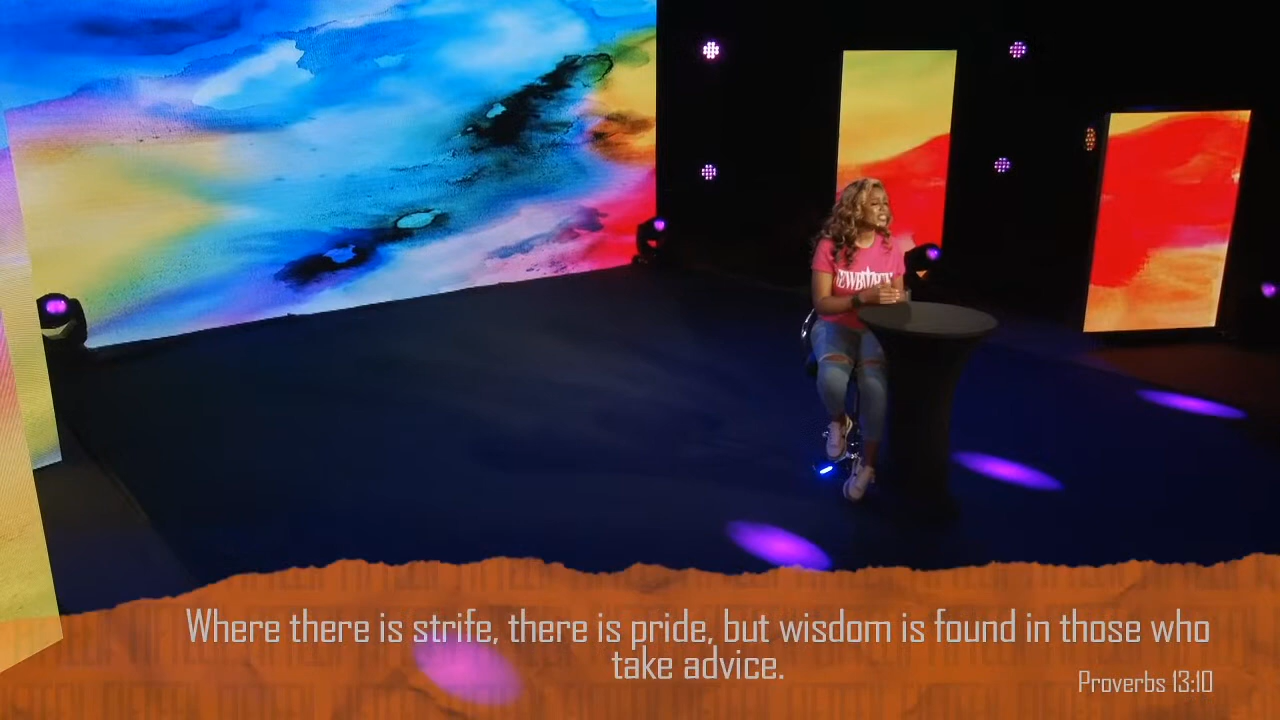 Where there is strife, there is pride, but wisdom is found in those who
take advice.
Proverbs 13:10